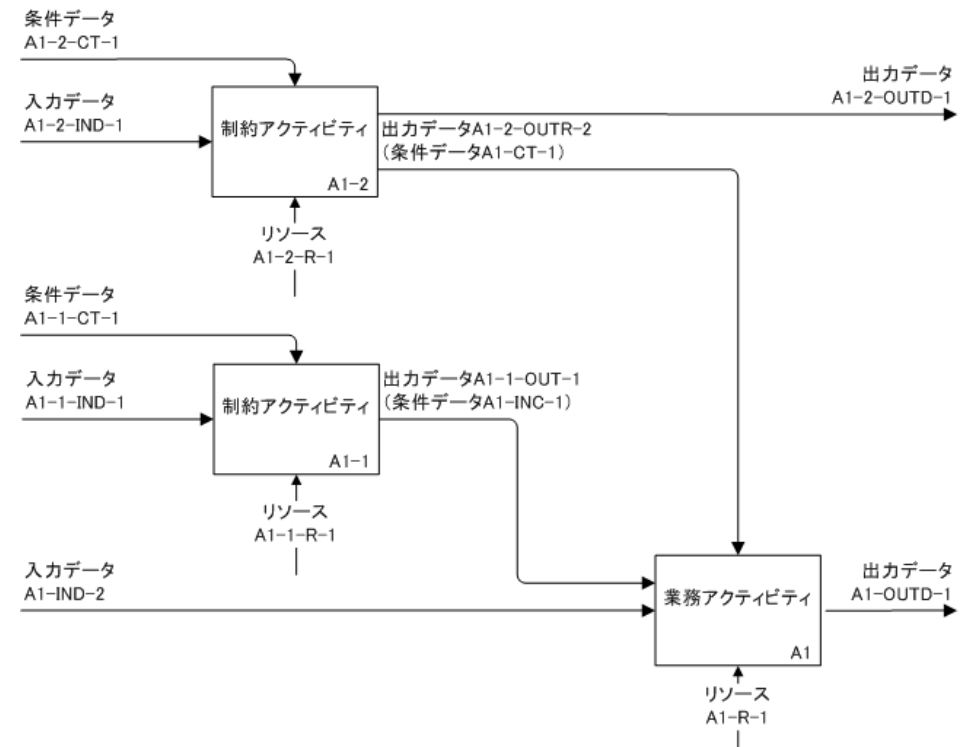 条件データ
A1-2-CT-1
出力データ
A1-2-OUTD-1
入力データ
A1-2-IND-1
制約アクティビティ
A1-2
出力データA1-2-OUTR-2
(条件データA1-CT-1)
リソース
A1-2-R-1
条件データ
A1-1-CT-1
入力データ
A1-1-IND-1
制約アクティビティ
A1-1
出力データA1-1-OUT-1
(条件データA1-INC-1)
リソース
A1-1-R-1
入力データ
A1-IND-2
業務アクティビティ
A1
出力データ
A1-OUTD-1
リソース
A1-R-1